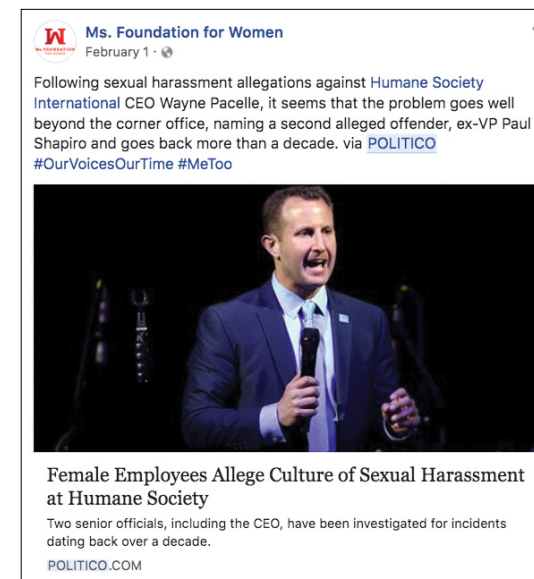 Ms. Foundation for Women
February 1 ·
Following sexual harassment allegations against Humane Society
International CEO Wayne Pacelle, it seems that the problem goes well
beyond the corner office, naming a second alleged offender, ex-VP Paul
Shapiro and goes back more than a decade. via POLITICO
#OurVoicesOurTime #MeToo
Female Employees Allege Culture of Sexual Harassment
at Humane Society
Two senior officials, including the CEO, have been investigated for incidents
dating back over a decade.
POLITICO.COM